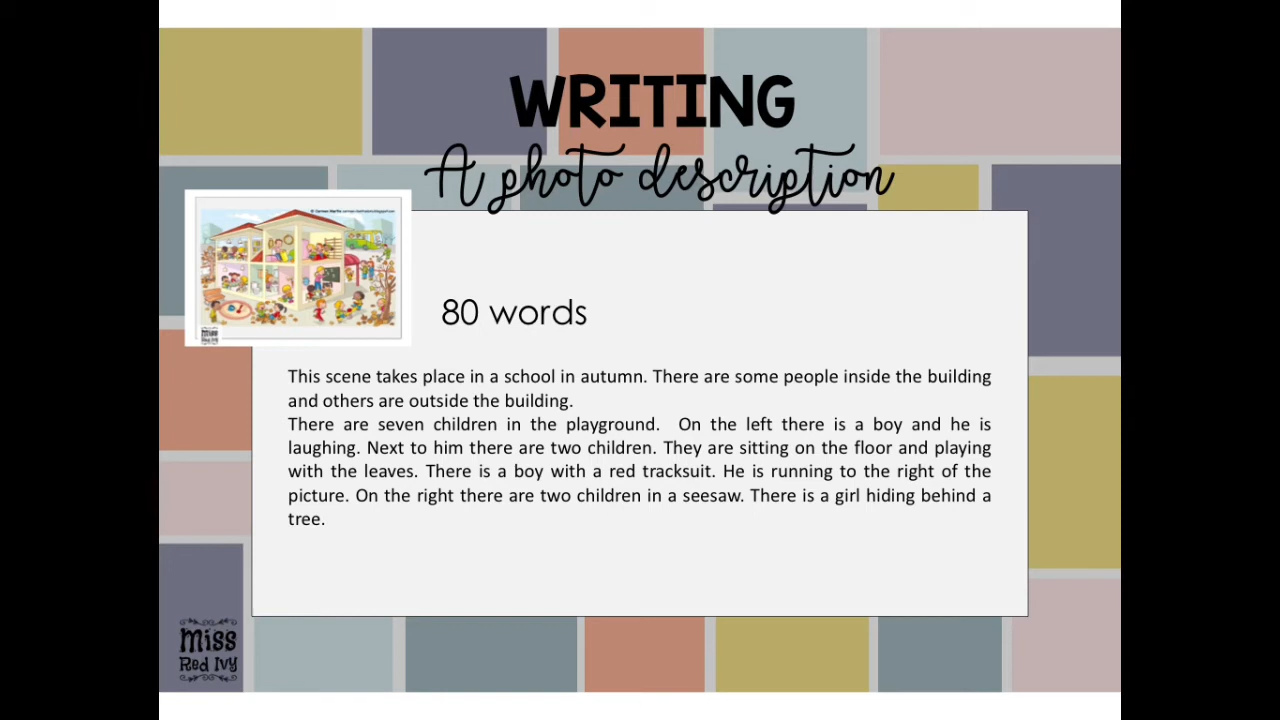 WRITING
A photo description
80 words
This scene takes place in a school in autumn. There are some people inside the building
and others are outside the building.
There are seven children in the playground.  On the left there is a boy and he is
laughing. Next to him there are two children. They are sitting on the floor and playing
with the leaves. There is a boy with a red tracksuit. He is running to the right of the
picture. On the right there are two children in a seesaw. There is a girl hiding behind a
tree.
Miss
Red Ivy